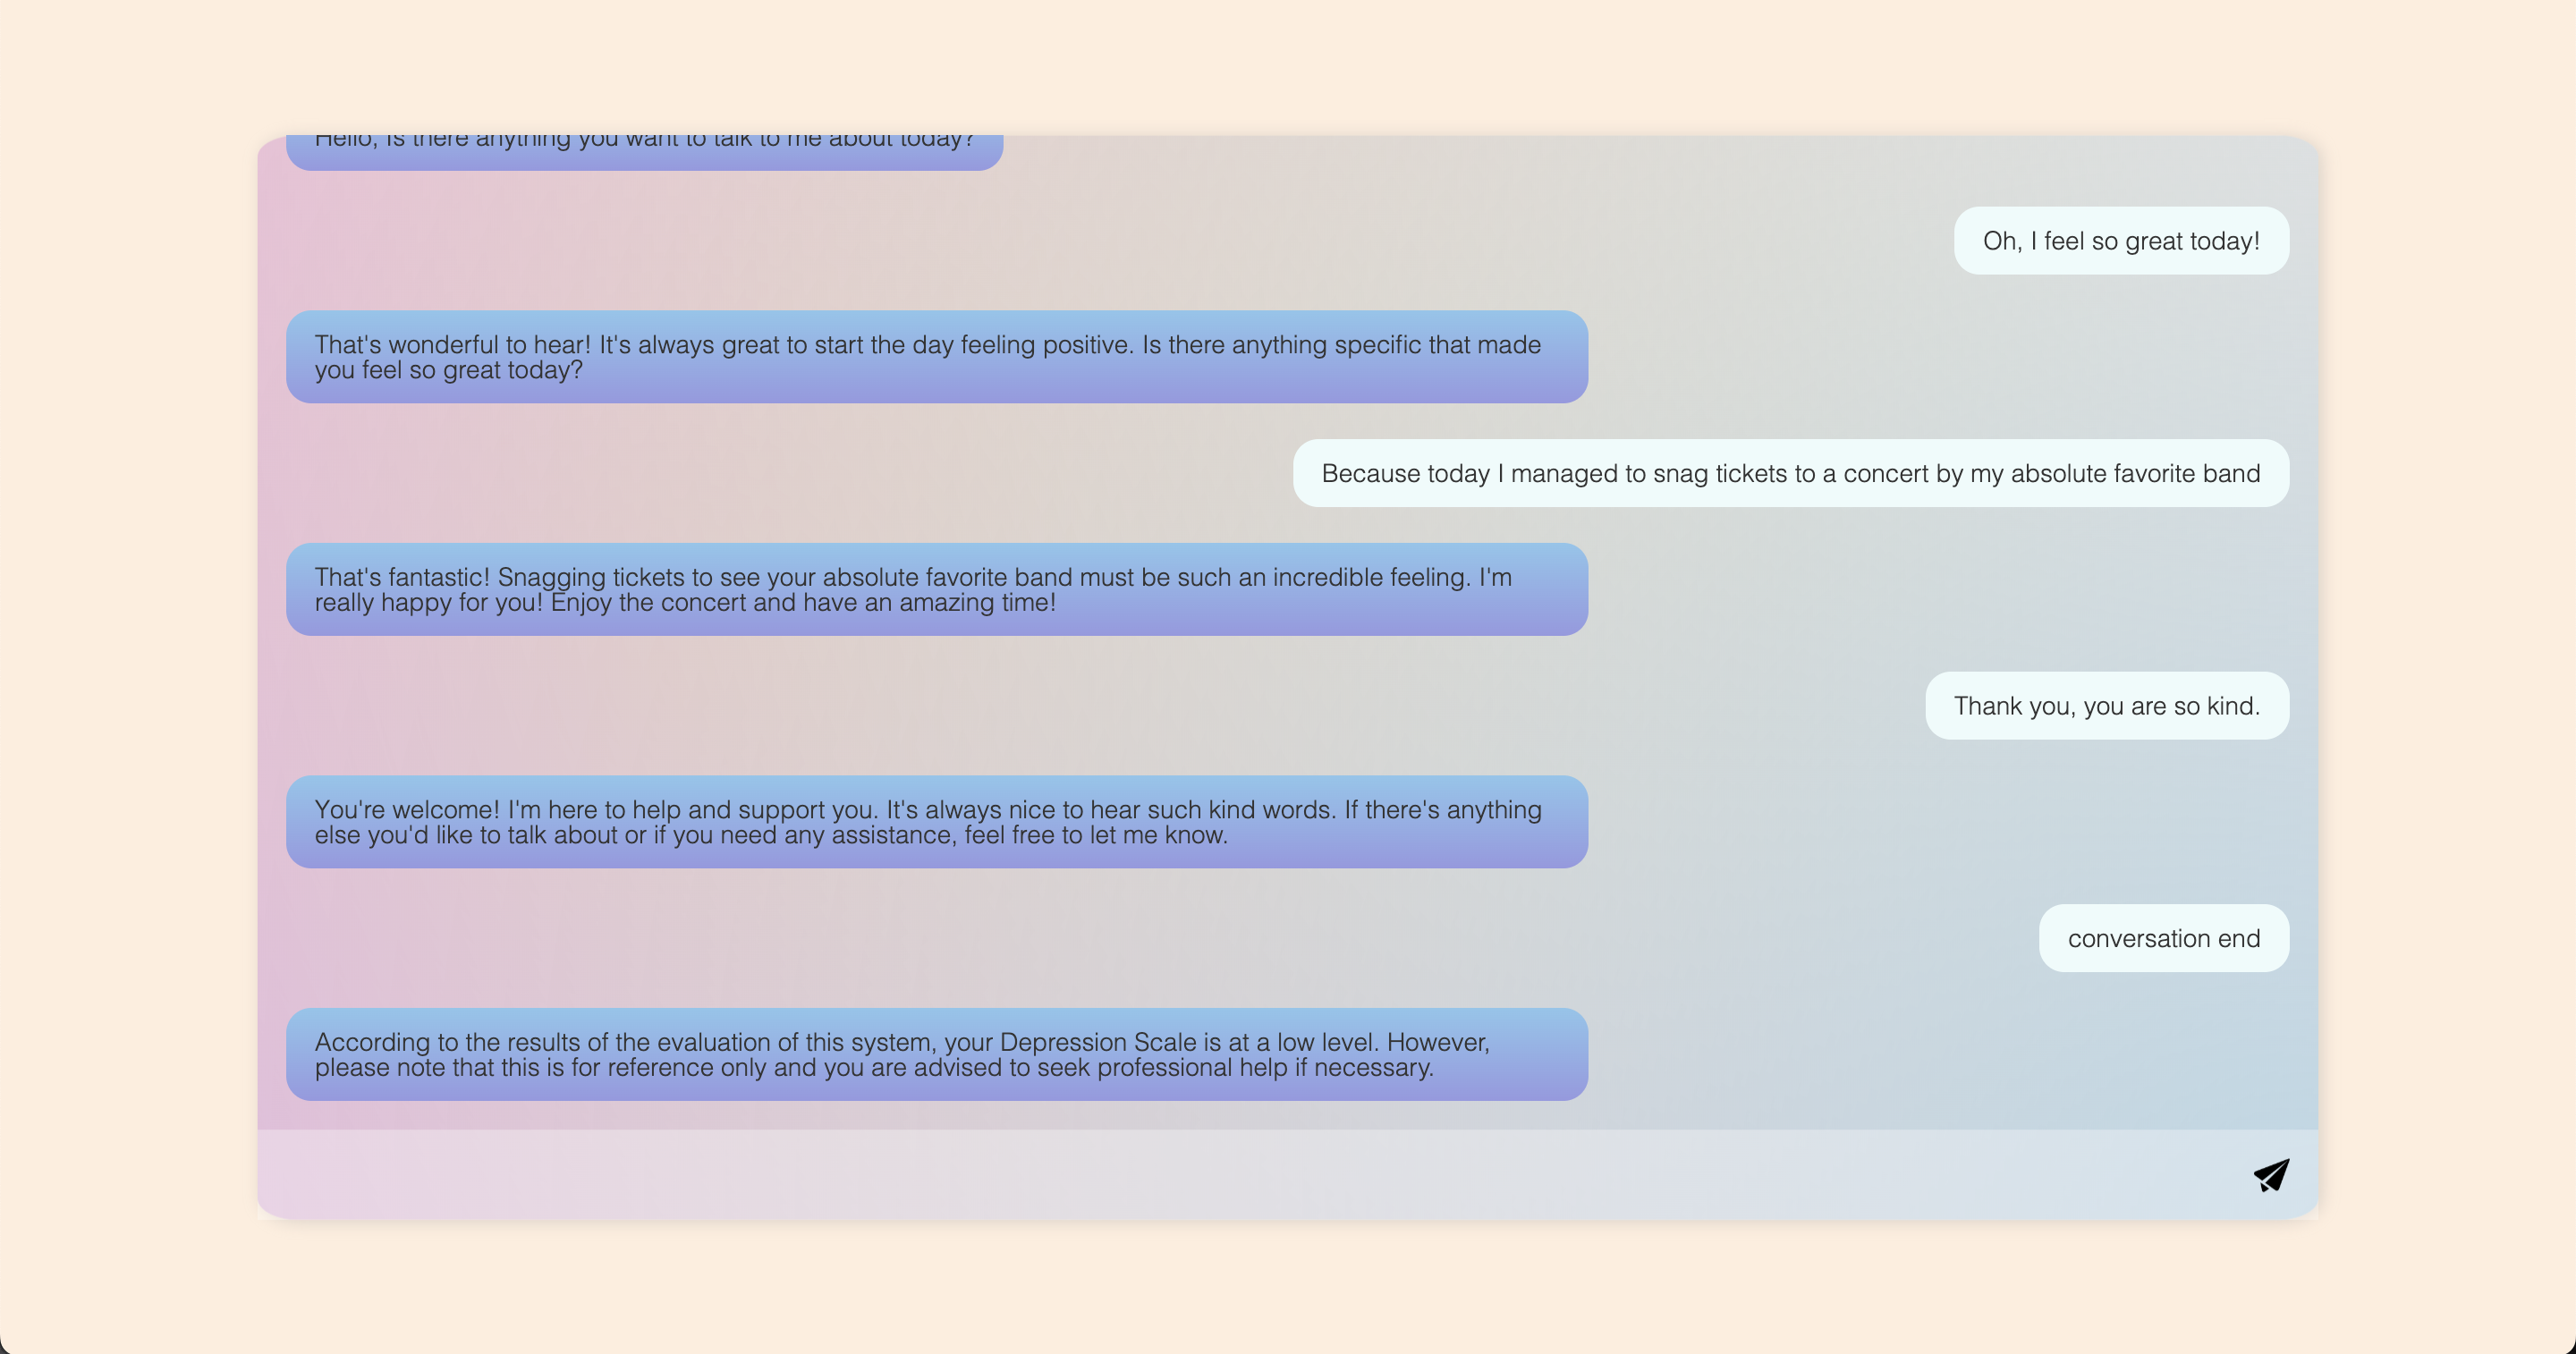 Hello, Is there anything you want to talk to me about today?
Oh, I feel so great today!
That's wonderful to hear! It's always great to start the day feeling positive. Is there anything specific that made
you feel so great today?
Because today I managed to snag tickets to a concert by my absolute favorite band
That's fantastic! Snagging tickets to see your absolute favorite band must be such an incredible feeling. I'm
really happy for you! Enjoy the concert and have an amazing time!
Thank you, you are so kind.
You're welcome! I'm here to help and support you. It's always nice to hear such kind words. If there's anything
else you'd like to talk about or if you need any assistance, feel free to let me know.
conversation end
According to the results of the evaluation of this system, your Depression Scale is at a low level. However,
please note that this is for reference only and you are advised to seek professional help if necessary.